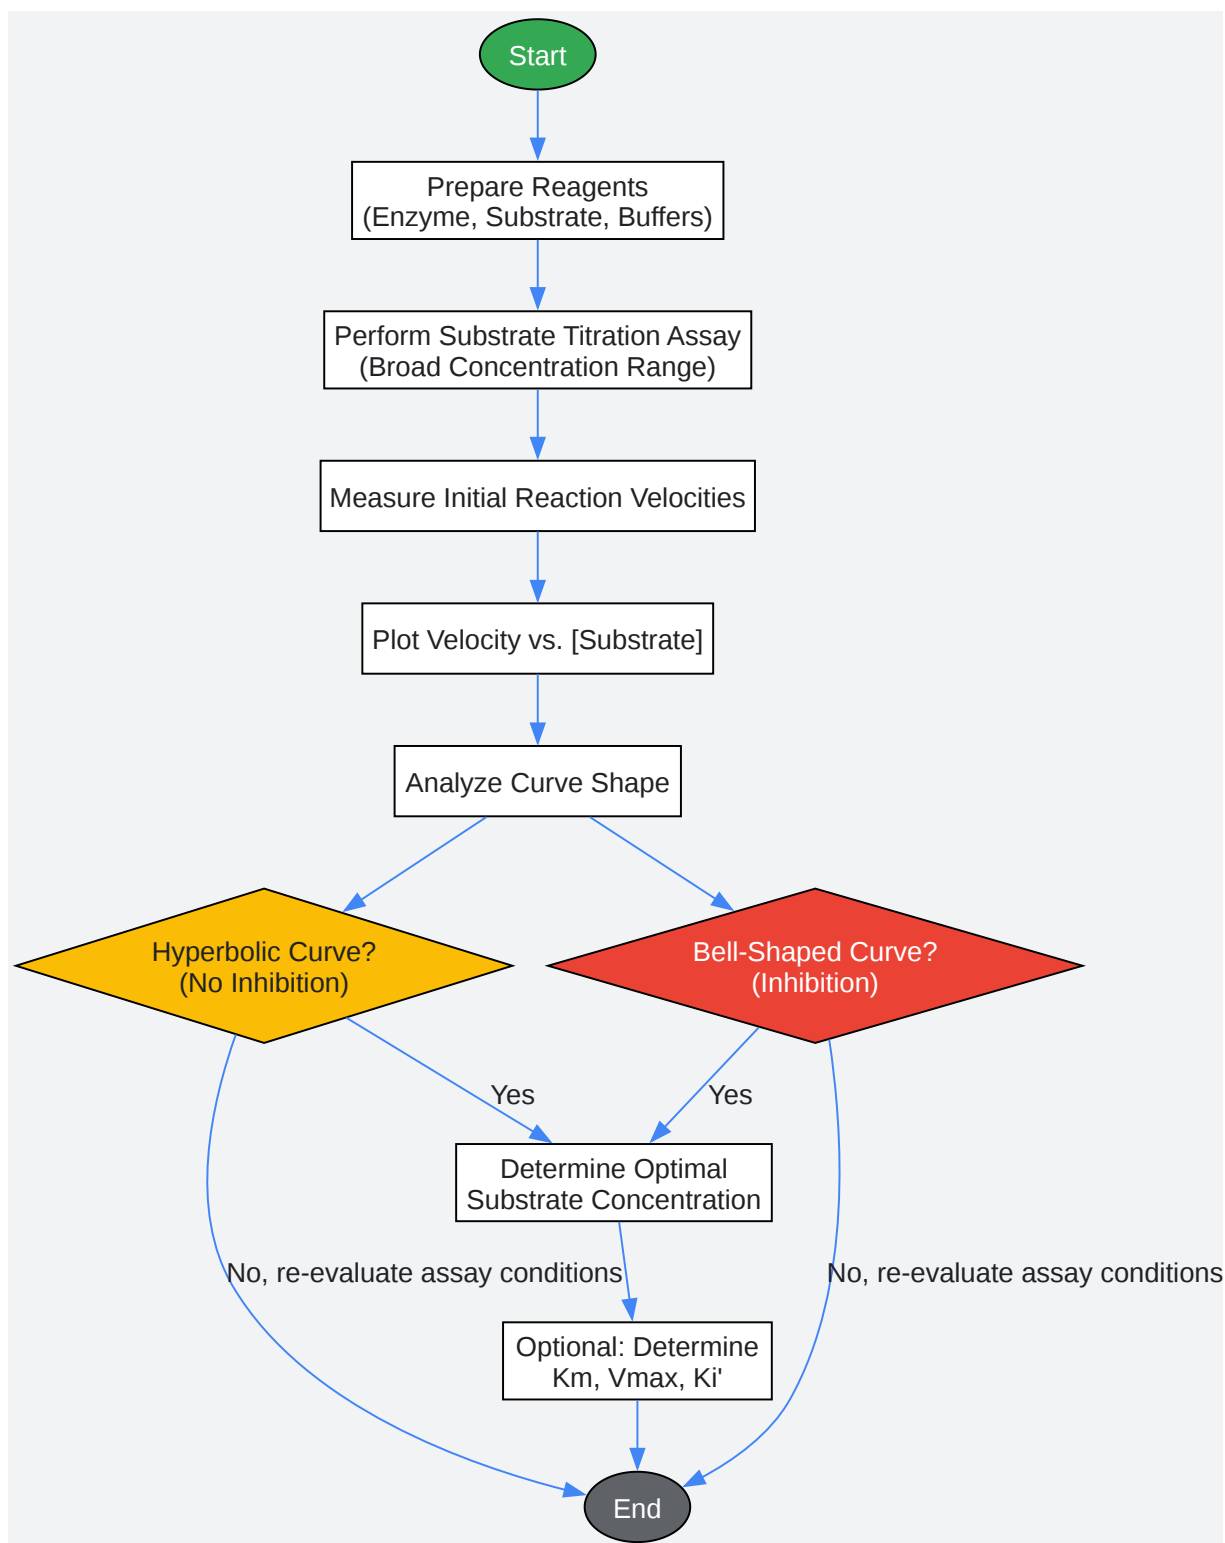 Start
Prepare Reagents
(Enzyme, Substrate, Buffers)
Perform Substrate Titration Assay
(Broad Concentration Range)
Measure Initial Reaction Velocities
Plot Velocity vs. [Substrate]
Analyze Curve Shape
Hyperbolic Curve?
(No Inhibition)
Bell-Shaped Curve?
(Inhibition)
Yes
Yes
Determine Optimal
Substrate Concentration
No, re-evaluate assay conditions
No, re-evaluate assay conditions
Optional: Determine
Km, Vmax, Ki'
End